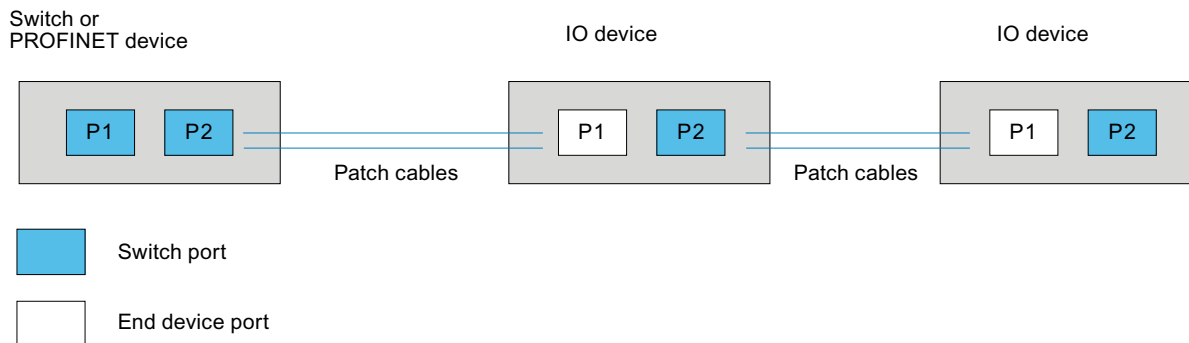 Switch or
PROFINET device
IO device
IO device
P1
P2
P1
P2
P1
P2
Patch cables
Patch cables
Switch port
End device port